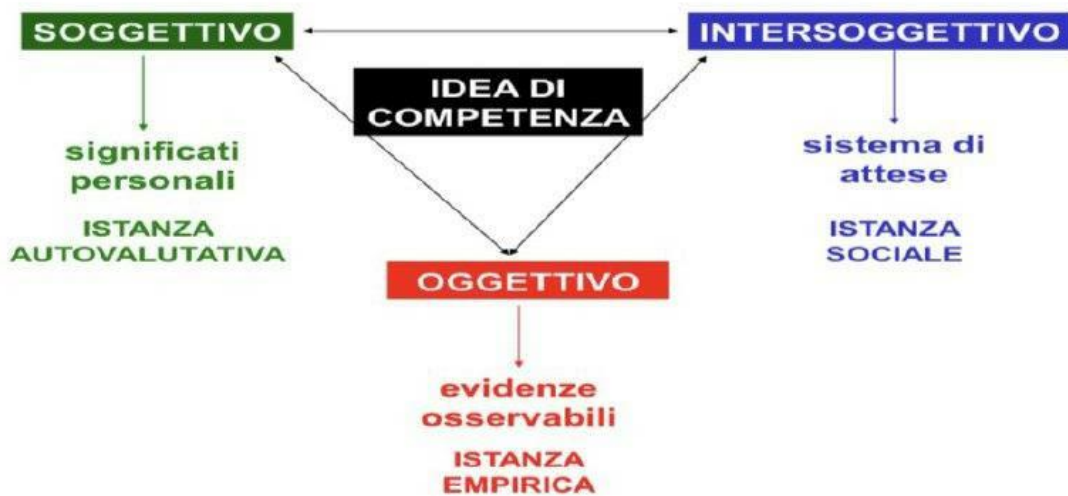 SOGGETTIVO
INTERSOGGETTIVO
IDEA DI
COMPETENZA
significati
personali
ISTANZA
AUTOVALUTATIVA
sistema di
attese
ISTANZA
SOCIALE
OGGETTIVO
evidenze
osservabili
ISTANZA
EMPIRICA